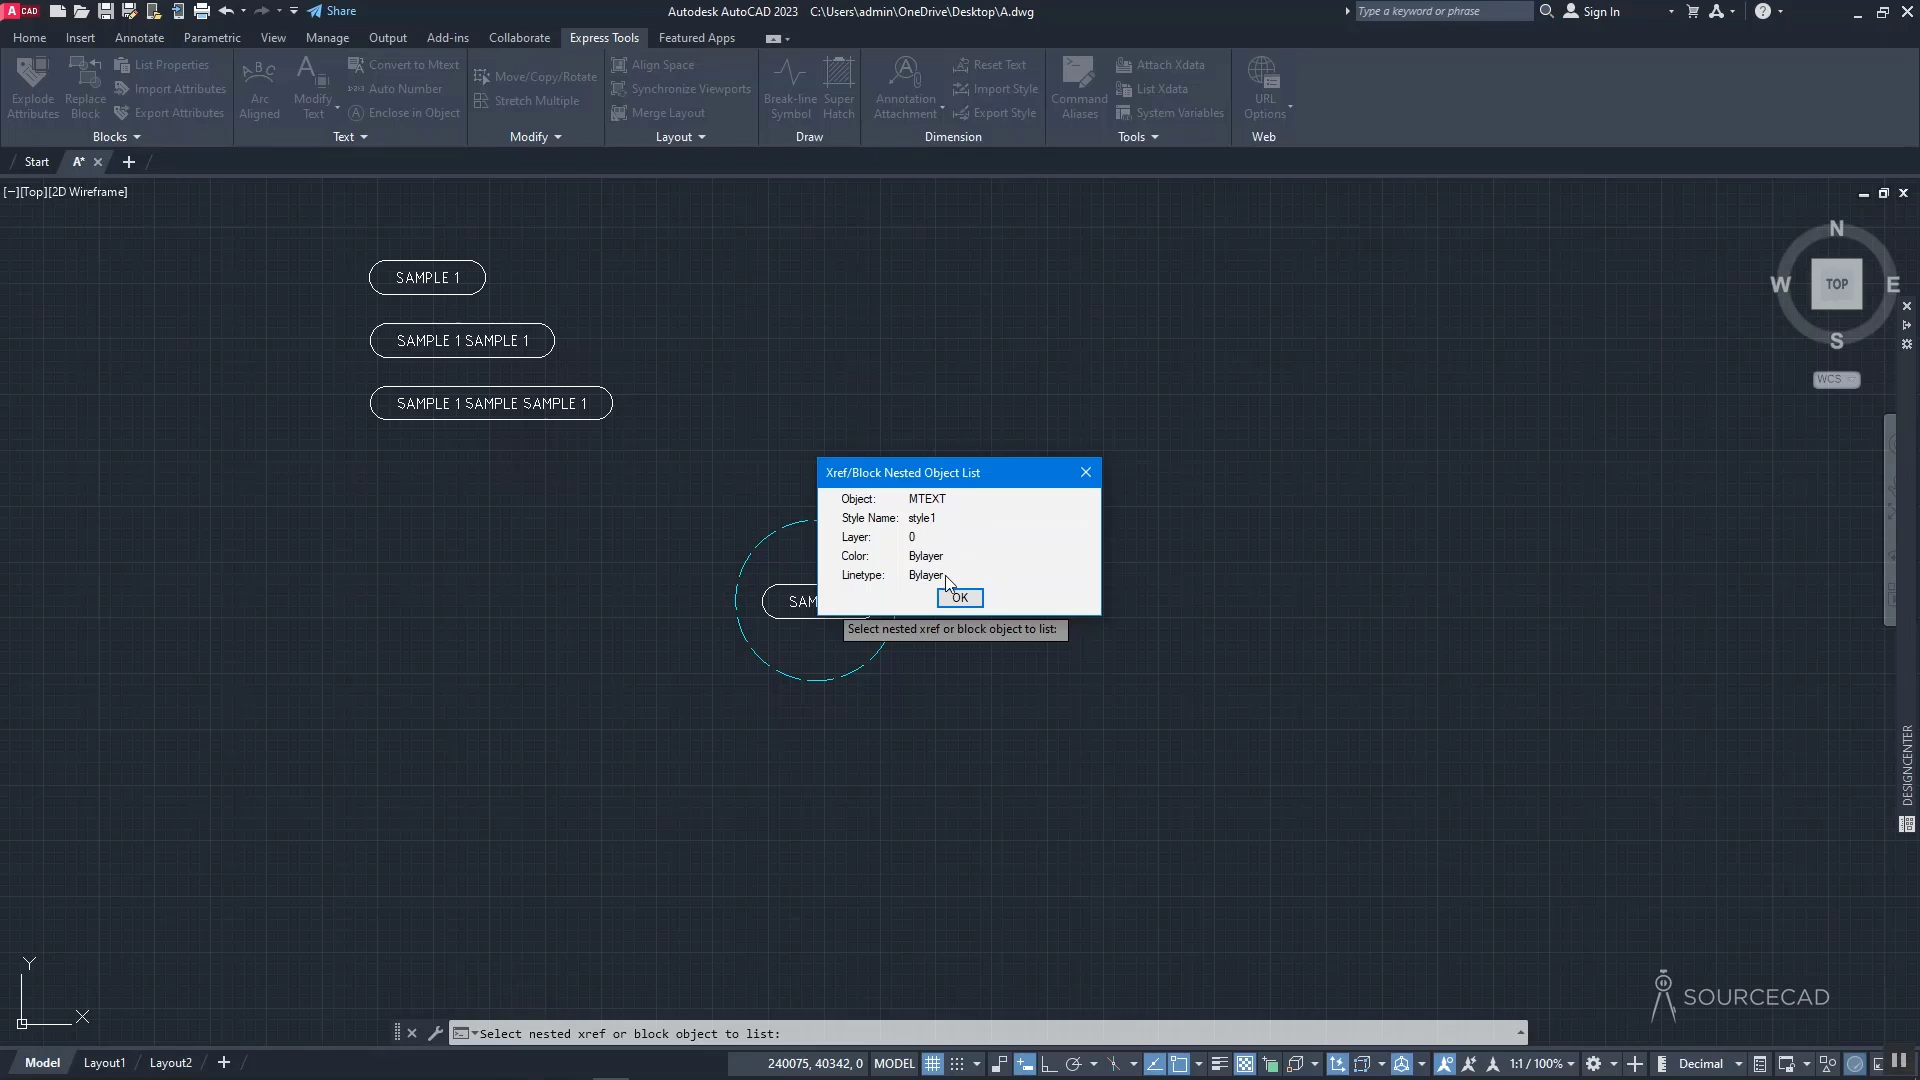 A CAD Share Autodesk AutoCAD 2023 C:\Users\admin\OneDrive\Desktop\A.dwg Type a keyword or phrase Sign In
Home Insert Annotate Parametric View Manage Output Add-ins Collaborate Express Tools Featured Apps
List Properties Convert to Mtext Align Space Reset Text Attach Xdata
Move/Copy/Rotate
Import Attributes Auto Number Synchronize Viewports Import Style List Xdata
Explode Replace Arc Modify Stretch Multiple Break-line Super Annotation Command URL
Attributes Block Export Attributes Aligned Text Enclose in Object Merge Layout Symbol Hatch Attachment Export Style Aliases System Variables Options
Blocks Text Modify Layout Draw Dimension Tools Web
Start A*
[−][Top][2D Wireframe]
N
W TOP E
S
WCS
SAMPLE 1
SAMPLE 1 SAMPLE 1
SAMPLE 1 SAMPLE SAMPLE 1
Xref/Block Nested Object List
Object: MTEXT
Style Name: style1
Layer: 0
Color: Bylayer
Linetype: Bylayer
OK
SAM
Select nested xref or block object to list:
DESIGNCENTER
Y
X
SOURCECAD
Select nested xref or block object to list:
Model Layout1 Layout2 240075, 40342, 0 MODEL 1:1 / 100% Decimal